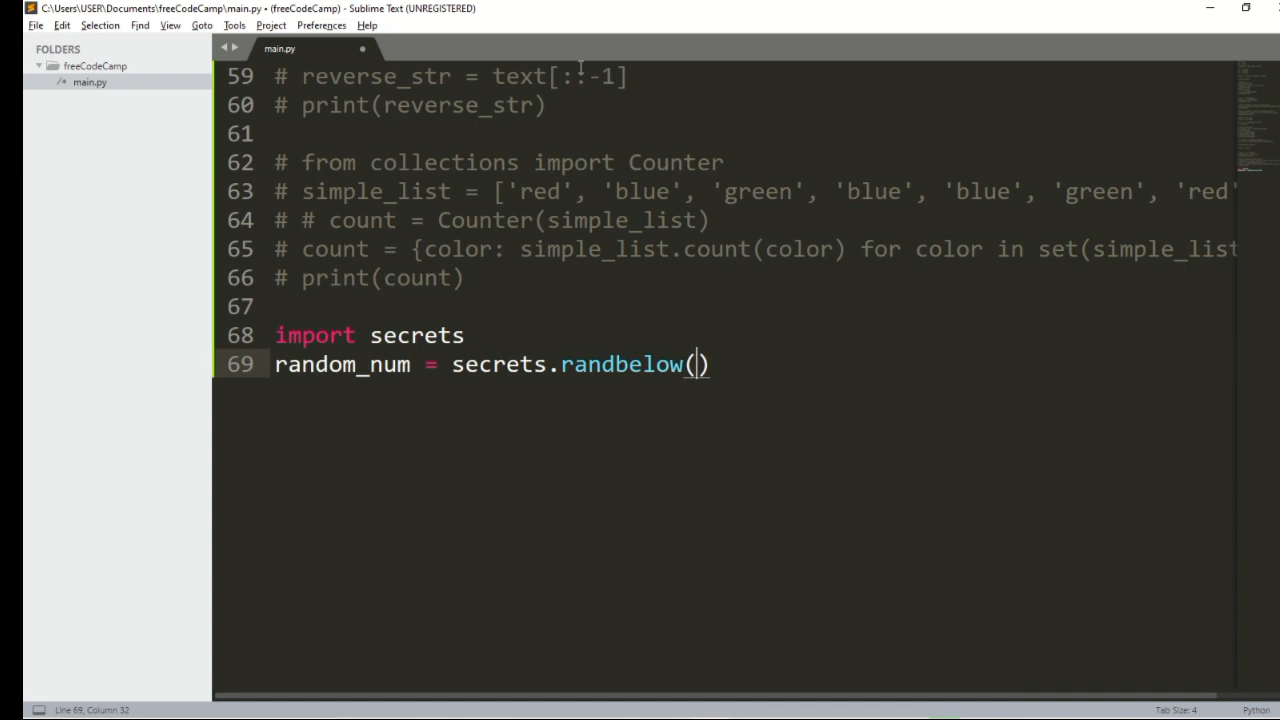 C:\Users\USER\Documents\freeCodeCamp\main.py • (freeCodeCamp) - Sublime Text (UNREGISTERED)
File Edit Selection Find View Goto Tools Project Preferences Help
FOLDERS
freeCodeCamp
/* main.py
main.py
59 # reverse_str = text[::-1]
60 # print(reverse_str)
61
62 # from collections import Counter
63 # simple_list = ['red', 'blue', 'green', 'blue', 'blue', 'green', 'red'
64 # # count = Counter(simple_list)
65 # count = {color: simple_list.count(color) for color in set(simple_list
66 # print(count)
67
68 import secrets
69 random_num = secrets.randbelow()
Line 69, Column 32
Tab Size: 4
Python